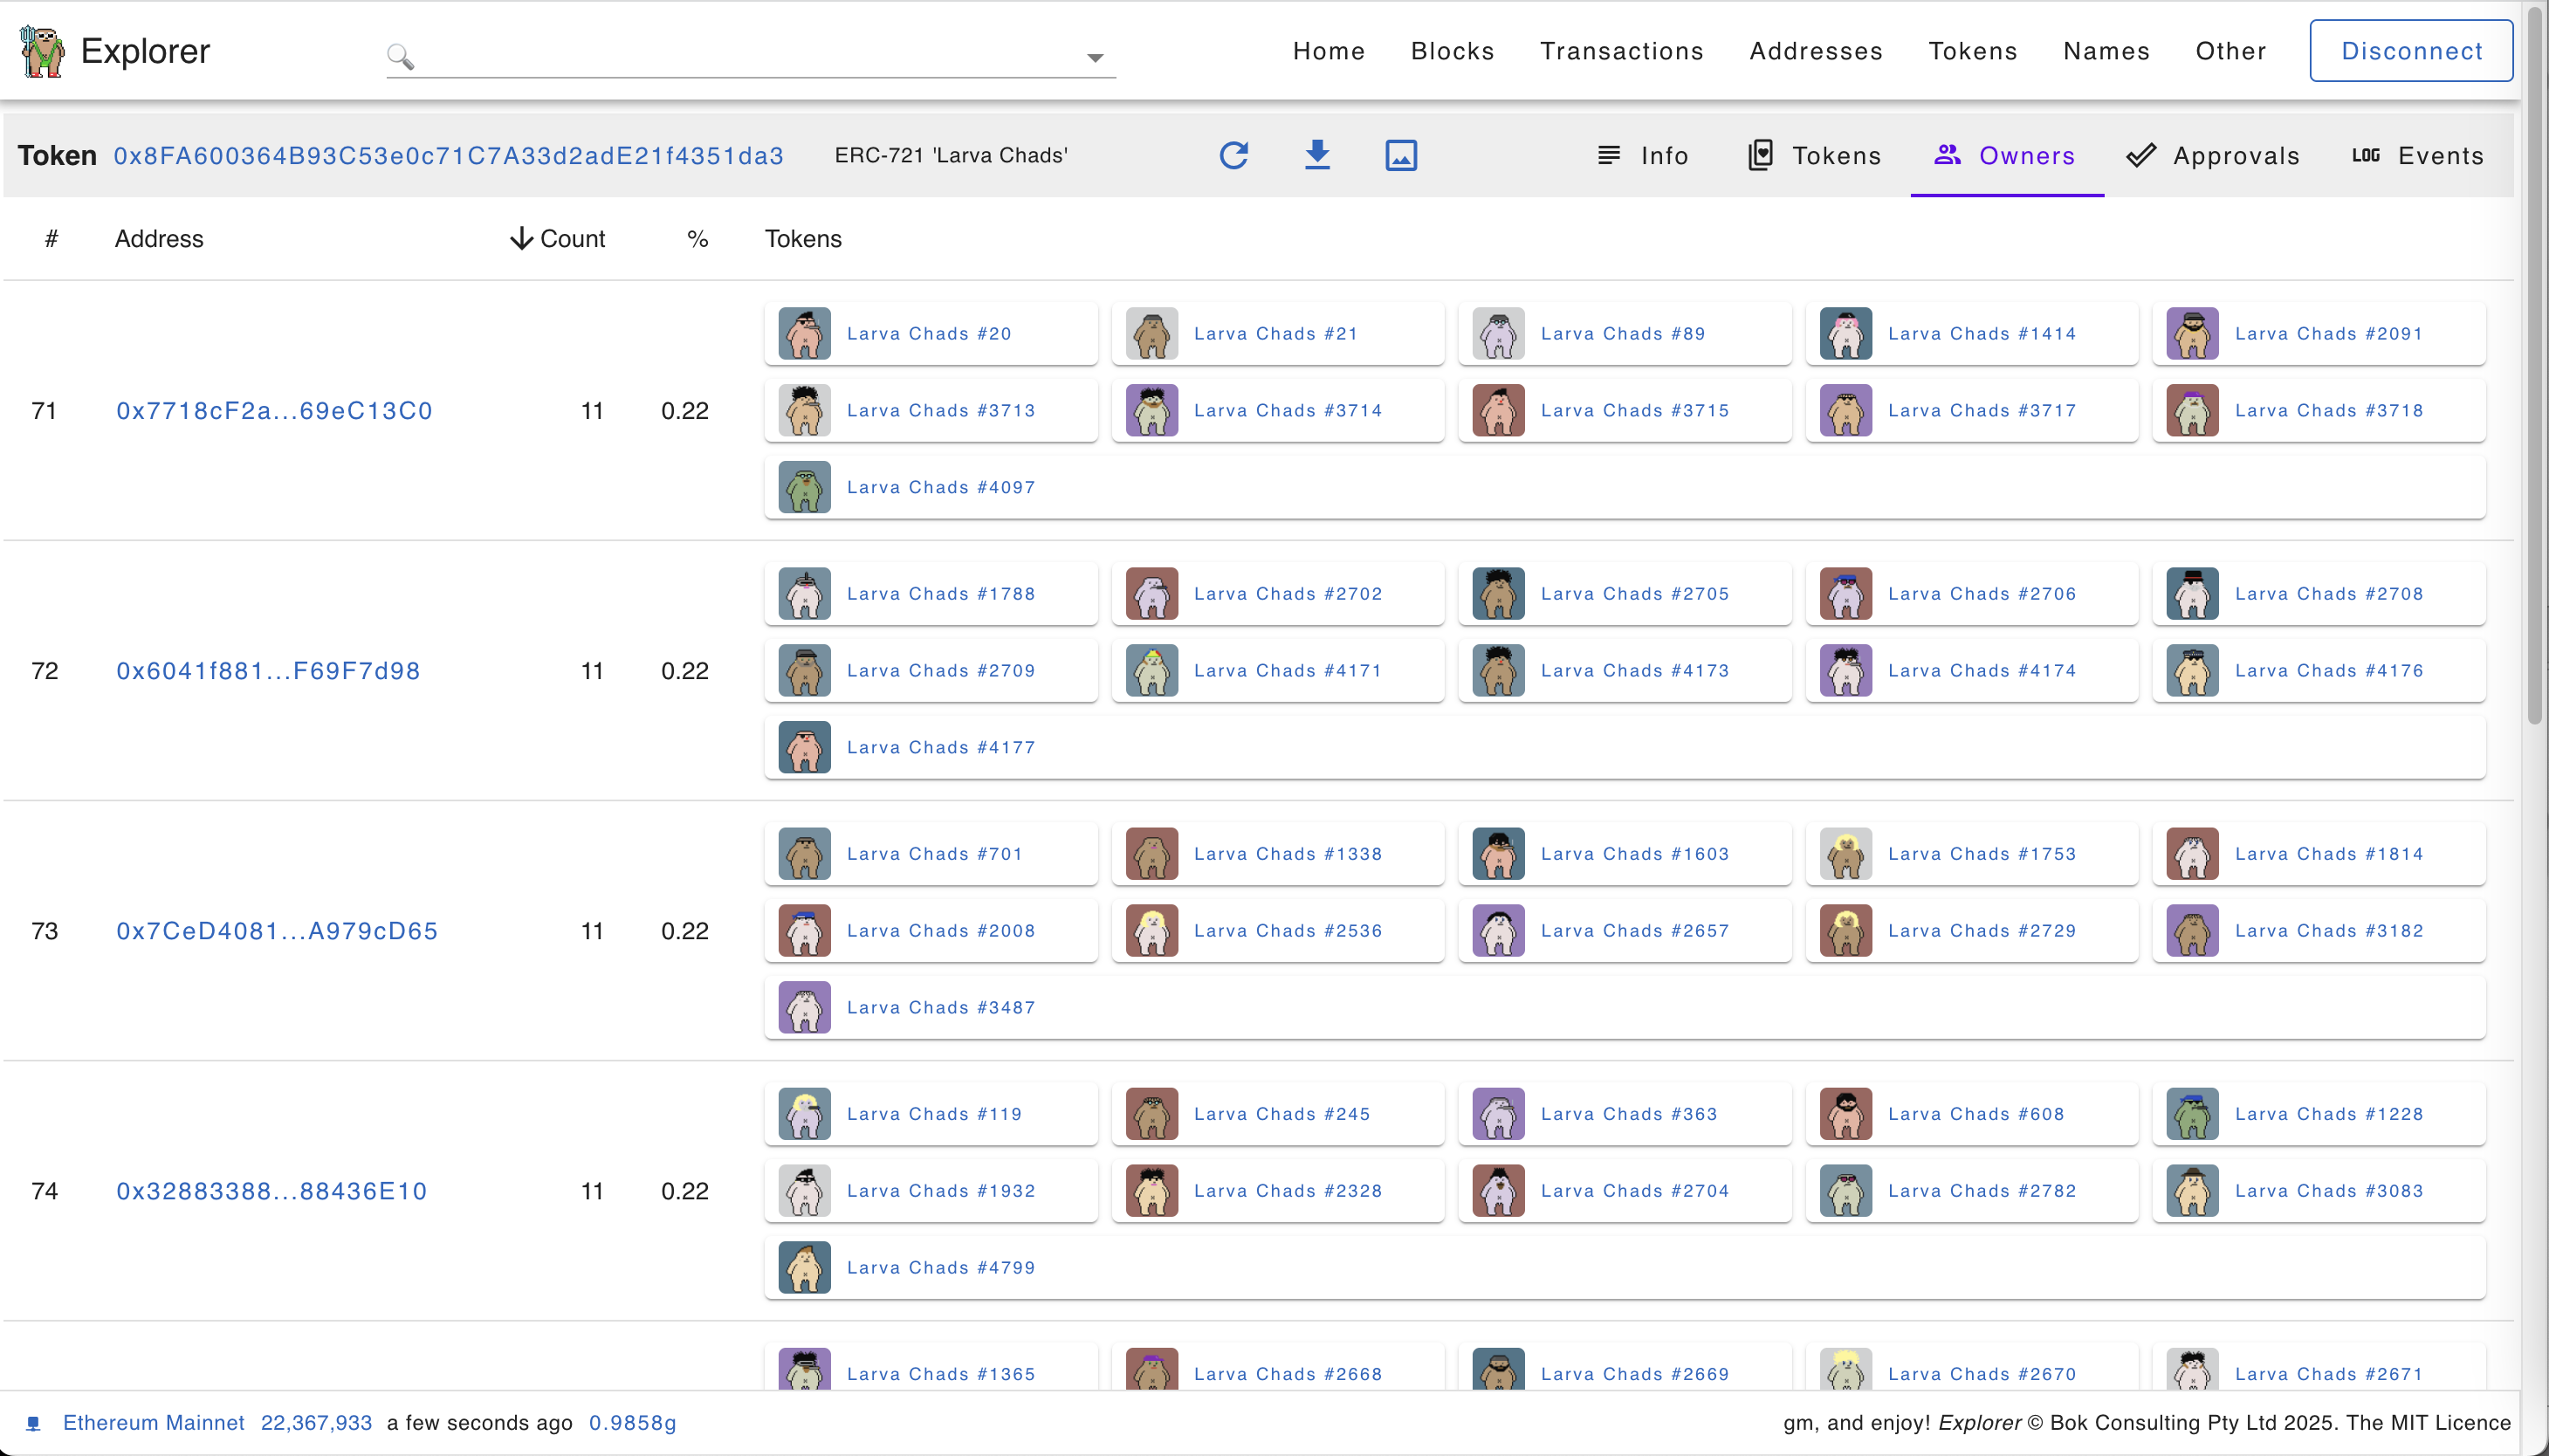 Explorer
Home Blocks Transactions Addresses Tokens Names Other Disconnect
Token 0x8FA600364B93C53e0c71C7A33d2adE21f4351da3 ERC-721 'Larva Chads' Info Tokens Owners Approvals LOG Events
# Address Count % Tokens
Larva Chads #20 Larva Chads #21 Larva Chads #89 Larva Chads #1414 Larva Chads #2091
71 0x7718cF2a...69eC13C0 11 0.22 Larva Chads #3713 Larva Chads #3714 Larva Chads #3715 Larva Chads #3717 Larva Chads #3718
Larva Chads #4097
Larva Chads #1788 Larva Chads #2702 Larva Chads #2705 Larva Chads #2706 Larva Chads #2708
72 0x6041f881...F69F7d98 11 0.22 Larva Chads #2709 Larva Chads #4171 Larva Chads #4173 Larva Chads #4174 Larva Chads #4176
Larva Chads #4177
Larva Chads #701 Larva Chads #1338 Larva Chads #1603 Larva Chads #1753 Larva Chads #1814
73 0x7CeD4081...A979cD65 11 0.22 Larva Chads #2008 Larva Chads #2536 Larva Chads #2657 Larva Chads #2729 Larva Chads #3182
Larva Chads #3487
Larva Chads #119 Larva Chads #245 Larva Chads #363 Larva Chads #608 Larva Chads #1228
74 0x32883388...88436E10 11 0.22 Larva Chads #1932 Larva Chads #2328 Larva Chads #2704 Larva Chads #2782 Larva Chads #3083
Larva Chads #4799
Larva Chads #1365 Larva Chads #2668 Larva Chads #2669 Larva Chads #2670 Larva Chads #2671
Ethereum Mainnet 22,367,933 a few seconds ago 0.9858g gm, and enjoy! Explorer © Bok Consulting Pty Ltd 2025. The MIT Licence